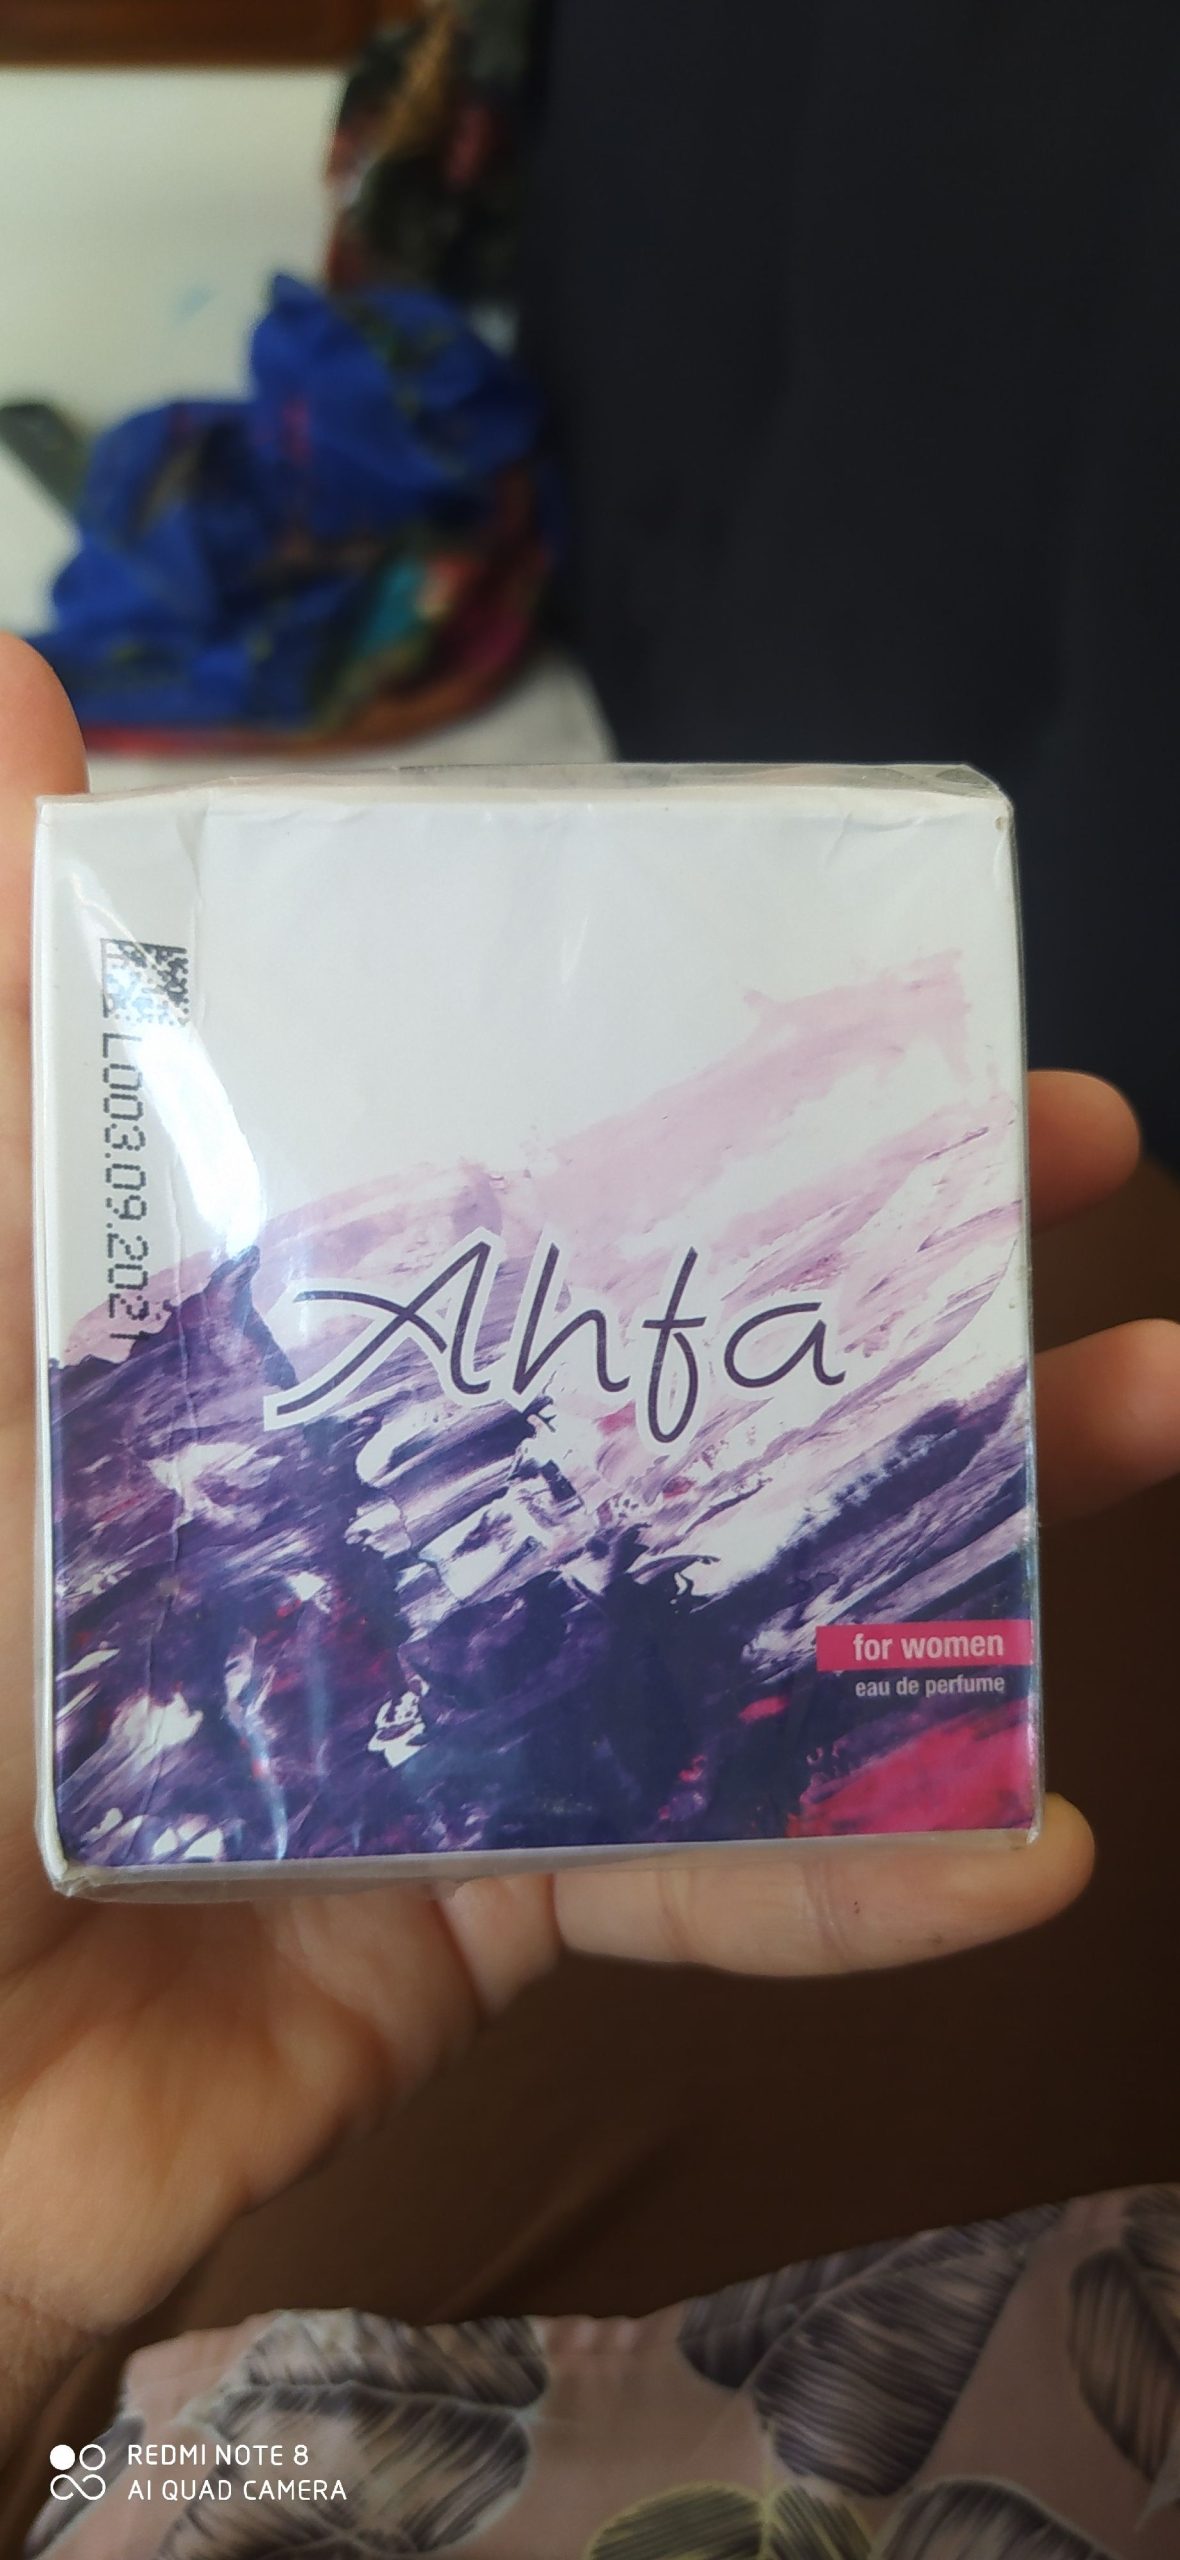 L003.09.2021
Ahfa
for women
eau de perfume
REDMI NOTE 8
AI QUAD CAMERA